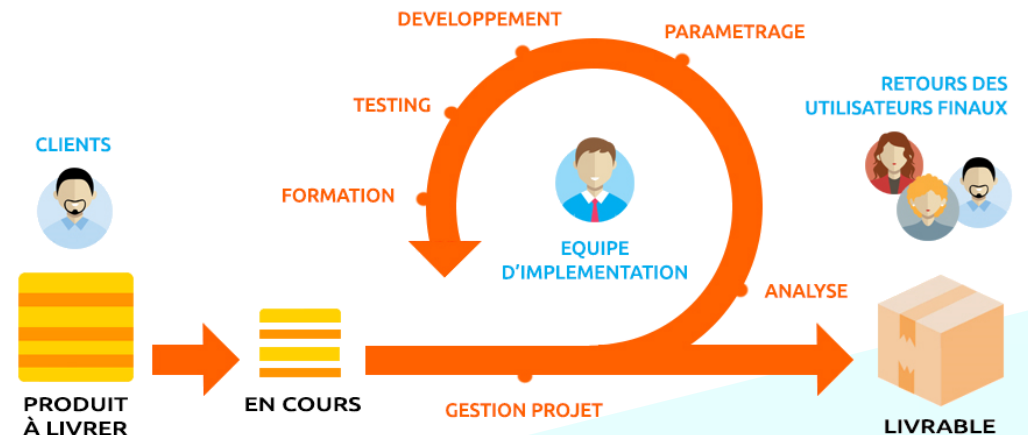 DEVELOPPEMENT
PARAMETRAGE
RETOURS DES
UTILISATEURS FINAUX
TESTING
CLIENTS
FORMATION
EQUIPE
D'IMPLEMENTATION
ANALYSE
EN COURS
PRODUIT
À LIVRER
GESTION PROJET
LIVRABLE